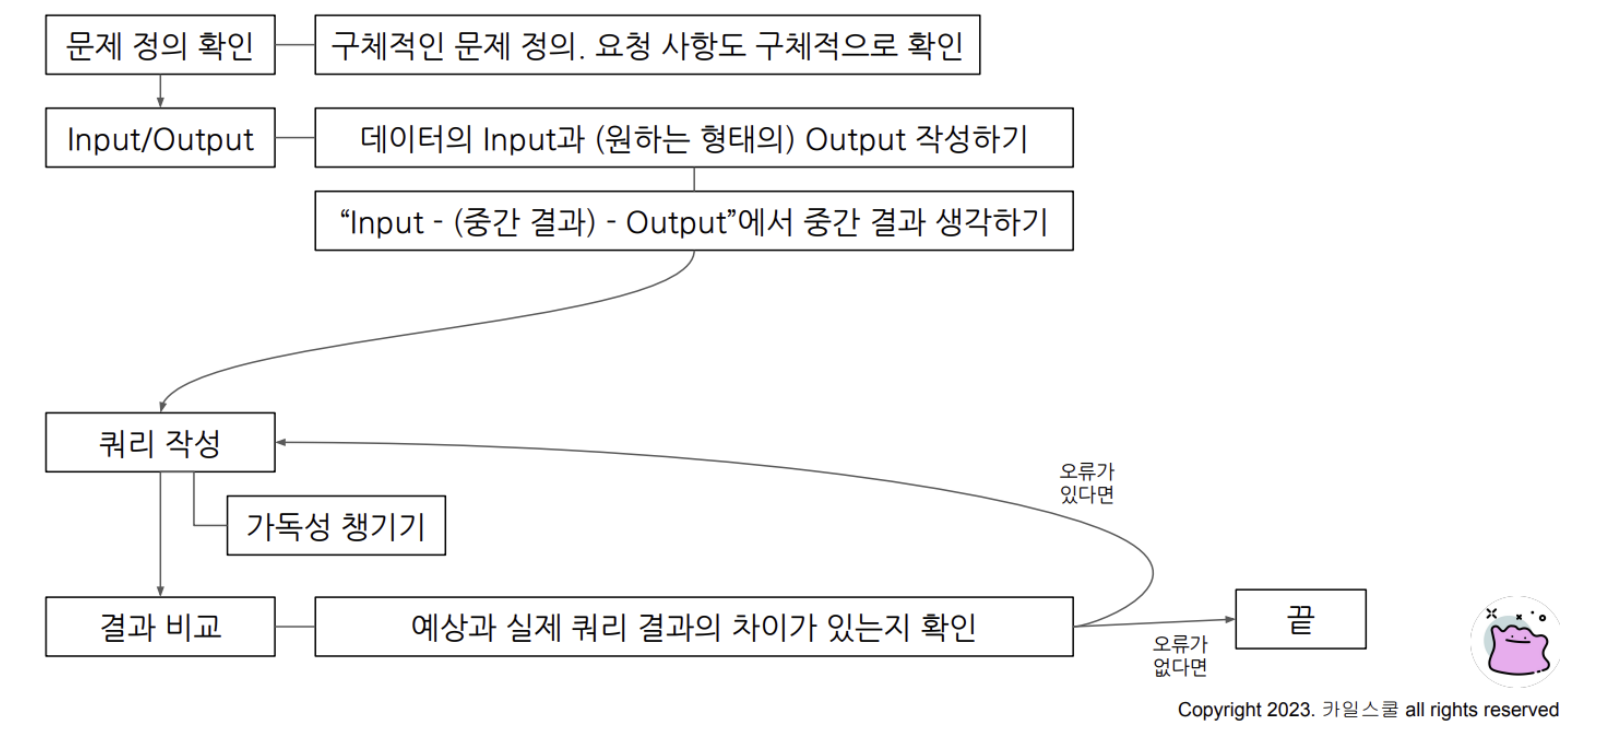 문제 정의 확인
구체적인 문제 정의. 요청 사항도 구체적으로 확인
Input/Output
데이터의 Input과 (원하는 형태의) Output 작성하기
“Input - (중간 결과) - Output”에서 중간 결과 생각하기
쿼리 작성
오류가
있다면
가독성 챙기기
결과 비교
예상과 실제 쿼리 결과의 차이가 있는지 확인
끝
오류가
없다면
Copyright 2023. 카일스쿨 all rights reserved